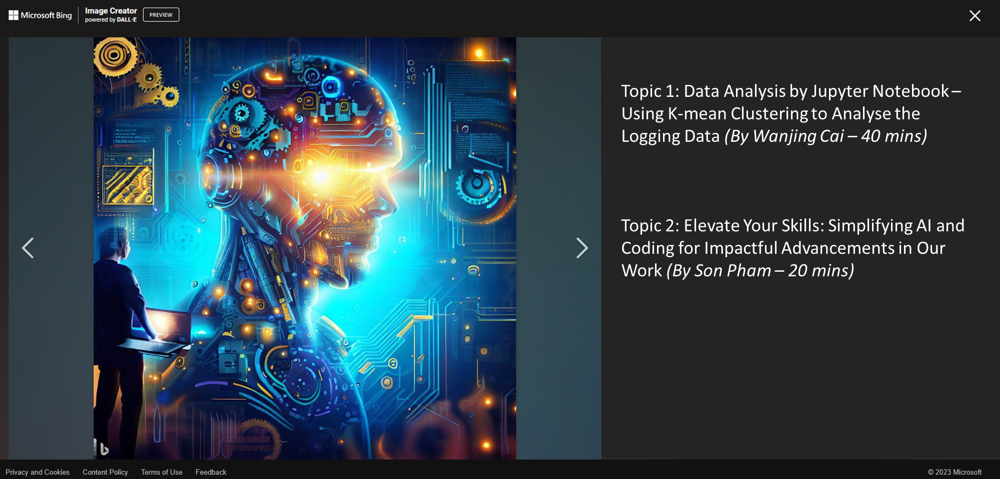 Microsoft Bing
Image Creator
powered by DALL·E
PREVIEW
Topic 1: Data Analysis by Jupyter Notebook –
Using K-mean Clustering to Analyse the
Logging Data (By Wanjing Cai – 40 mins)
Topic 2: Elevate Your Skills: Simplifying AI and
Coding for Impactful Advancements in Our
Work (By Son Pham – 20 mins)
Privacy and Cookies
Content Policy
Terms of Use
Feedback
© 2023 Microsoft